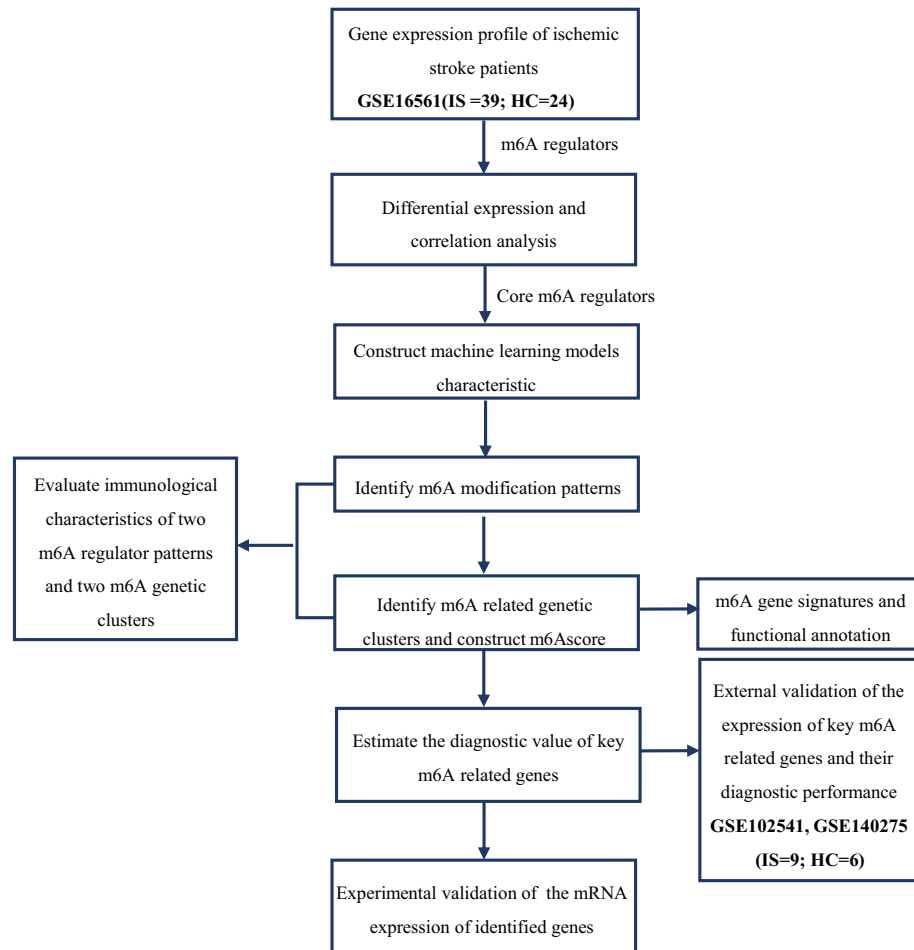 Gene expression profile of ischemic
stroke patients
GSE16561(IS =39; HC=24)
m6A regulators
Differential expression and
correlation analysis
Core m6A regulators
Construct machine learning models
characteristic
Identify m6A modification patterns
Evaluate immunological
characteristics of two
m6A regulator patterns
and two m6A genetic
clusters
Identify m6A related genetic
clusters and construct m6Ascore
m6A gene signatures and
functional annotation
Estimate the diagnostic value of key
m6A related genes
External validation of the
expression of key m6A
related genes and their
diagnostic performance
GSE102541, GSE140275
(IS=9; HC=6)
Experimental validation of the mRNA
expression of identified genes